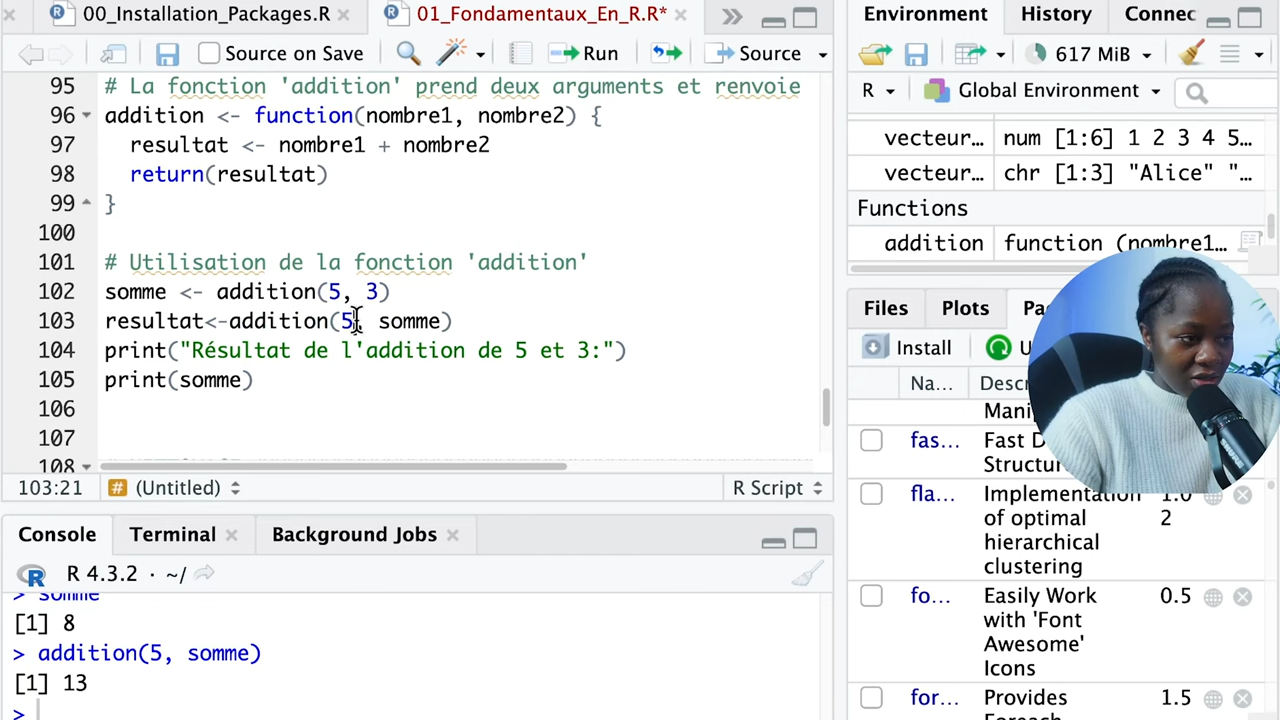 00_Installation_Packages.R
01_Fondamentaux_En_R.R*
Source on Save
Run
Source
95 # La fonction 'addition' prend deux arguments et renvoie
96 addition <- function(nombre1, nombre2) {
97 resultat <- nombre1 + nombre2
98 return(resultat)
99 }
100
101 # Utilisation de la fonction 'addition'
102 somme <- addition(5, 3)
103 resultat<-addition(5, somme)
104 print("Résultat de l'addition de 5 et 3:")
105 print(somme)
106
107
108
103:21 # (Untitled) R Script
Console Terminal Background Jobs
R 4.3.2 · ~/
> somme
[1] 8
> addition(5, somme)
[1] 13
>
Environment History Connec
617 MiB
R Global Environment
vecteur… num [1:6] 1 2 3 4 5…
vecteur… chr [1:3] "Alice" "…
Functions
addition function (nombre1…
Files Plots
Install
Na… Descr
fas… Fast D
Structu
fla… Implementation
of optimal
hierarchical
clustering
1.0
2
fo… Easily Work
with 'Font
Awesome'
Icons
0.5
for… Provides
1.5